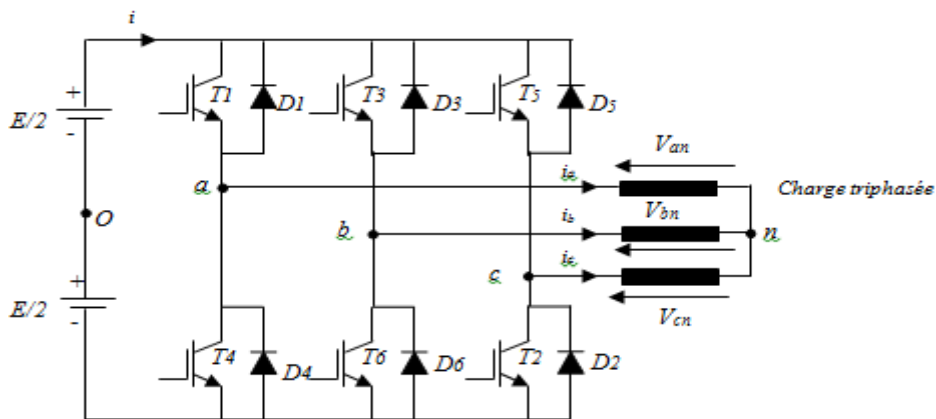 i
+
E/2
-
O
+
E/2
-
T1
D1
T3
D3
T5
D5
a
b
c
ia
ib
ic
Van
Vbn
Vcn
n
Charge triphasée
T4
D4
T6
D6
T2
D2